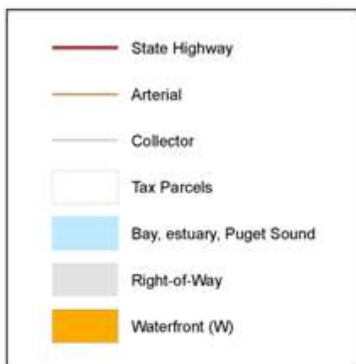 State Highway
Arterial
Collector
Tax Parcels
Bay, estuary, Puget Sound
Right-of-Way
Waterfront (W)